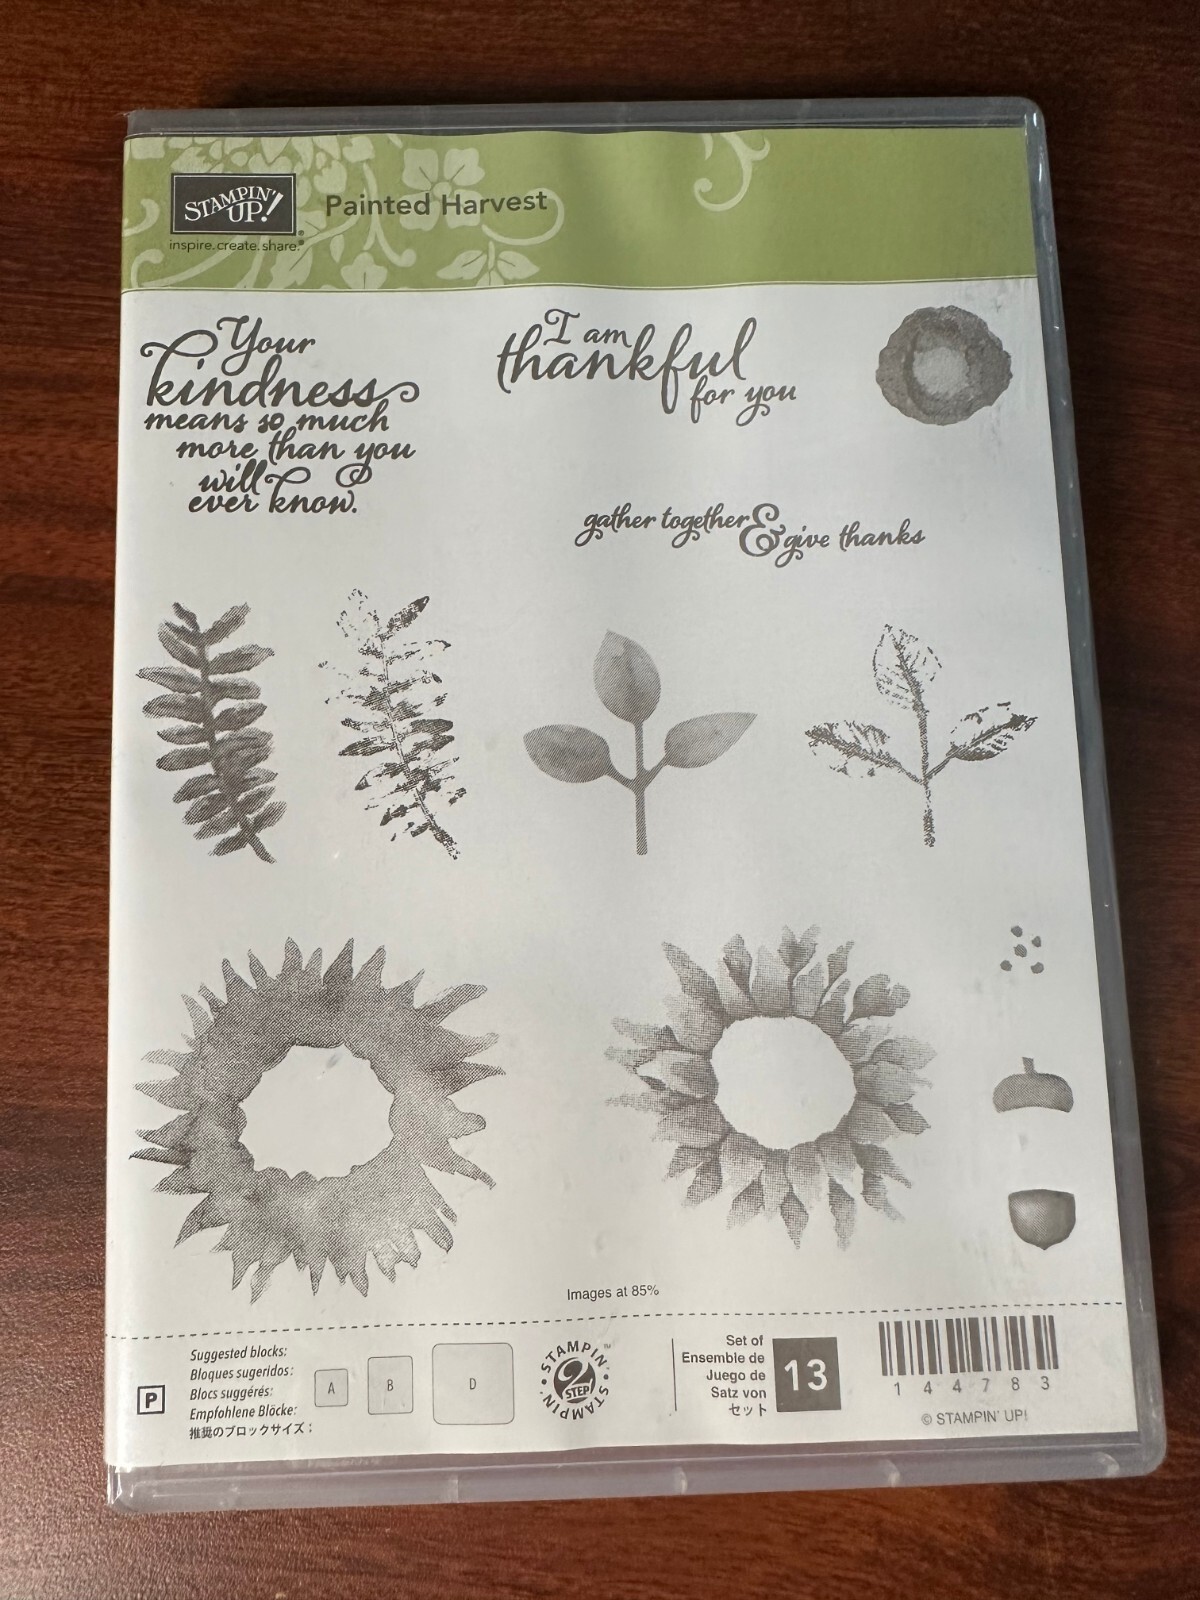 STAMPIN' UP!
inspire.create.share.
Painted Harvest
Your
kindness
means so much
more than you
will
ever know.
I am
thankful
for you
gather together & give thanks
Images at 85%
P
Suggested blocks:
Bloques sugeridos:
Blocs suggérés:
Empfohlene Blöcke:
推奨のブロックサイズ：
A
B
D
STAMPIN' 2 STEP STAMPIN'™
Set of
Ensemble de
Juego de
Satz von
セット
13
144783
© STAMPIN' UP!